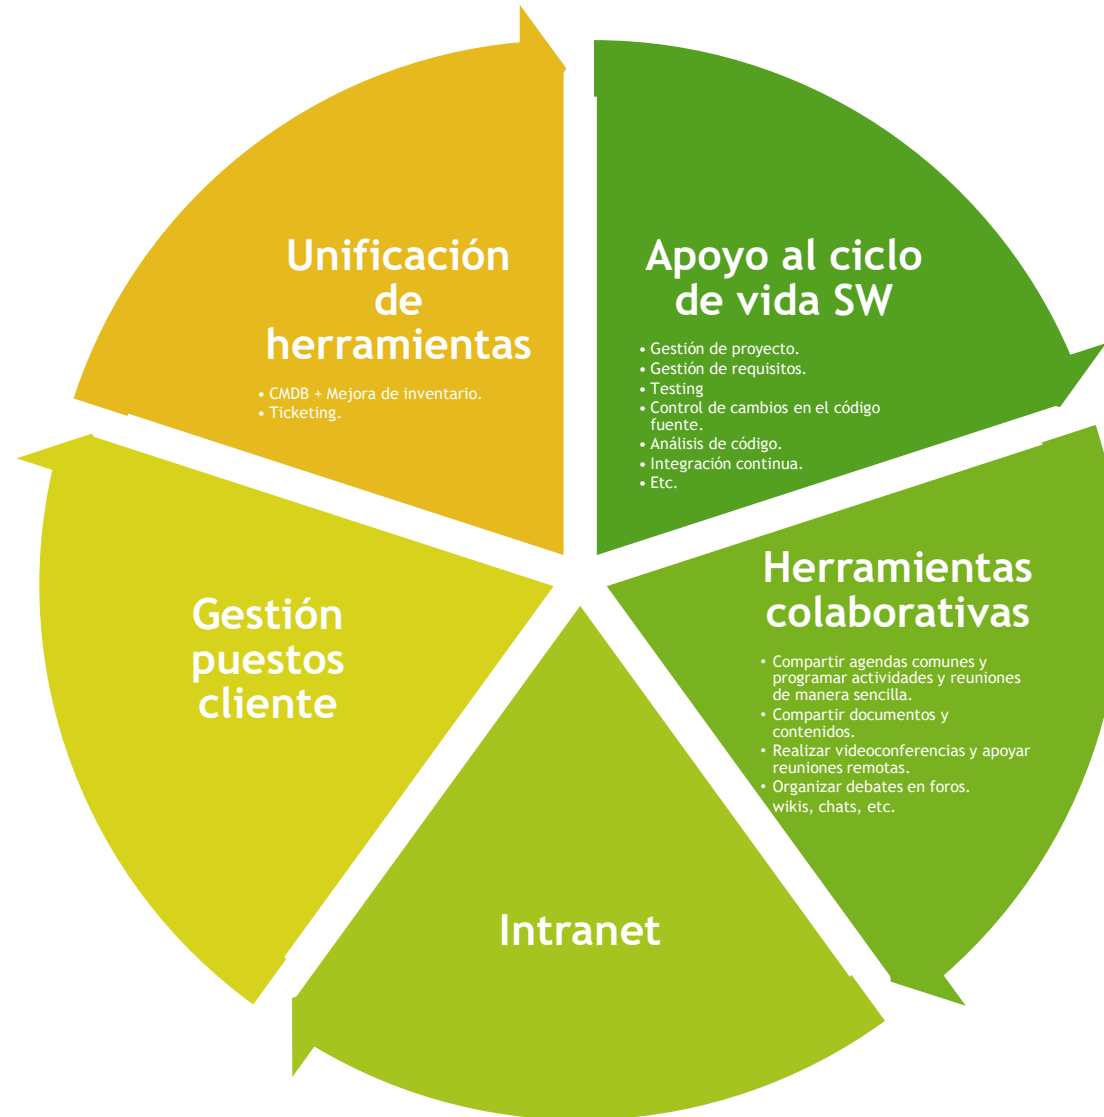 Unificación
de
herramientas
• CMDB + Mejora de inventario.
• Ticketing.
Apoyo al ciclo
de vida SW
• Gestión de proyecto.
• Gestión de requisitos.
• Testing
• Control de cambios en el código
fuente.
• Análisis de código.
• Integración continua.
• Etc.
Herramientas
colaborativas
• Compartir agendas comunes y
programar actividades y reuniones
de manera sencilla.
• Compartir documentos y
contenidos.
• Realizar videoconferencias y apoyar
reuniones remotas.
• Organizar debates en foros.
wikis, chats, etc.
Intranet
Gestión
puestos
cliente